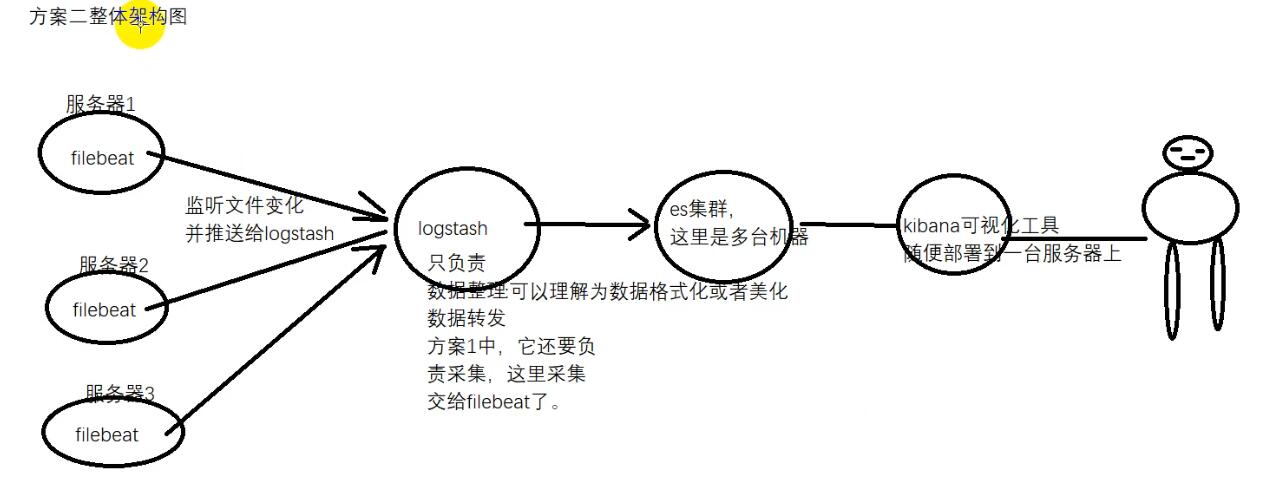 方案二整体架构图
服务器1
filebeat
监听文件变化
并推送给logstash
服务器2
filebeat
服务器3
filebeat
logstash
只负责
数据整理:可以理解为数据格式化或者美化
数据转发
方案1中，它还要负
责采集，这里采集
交给filebeat了。
es集群，
这里是多台机器
kibana可视化工具
随便部署到一台服务器上